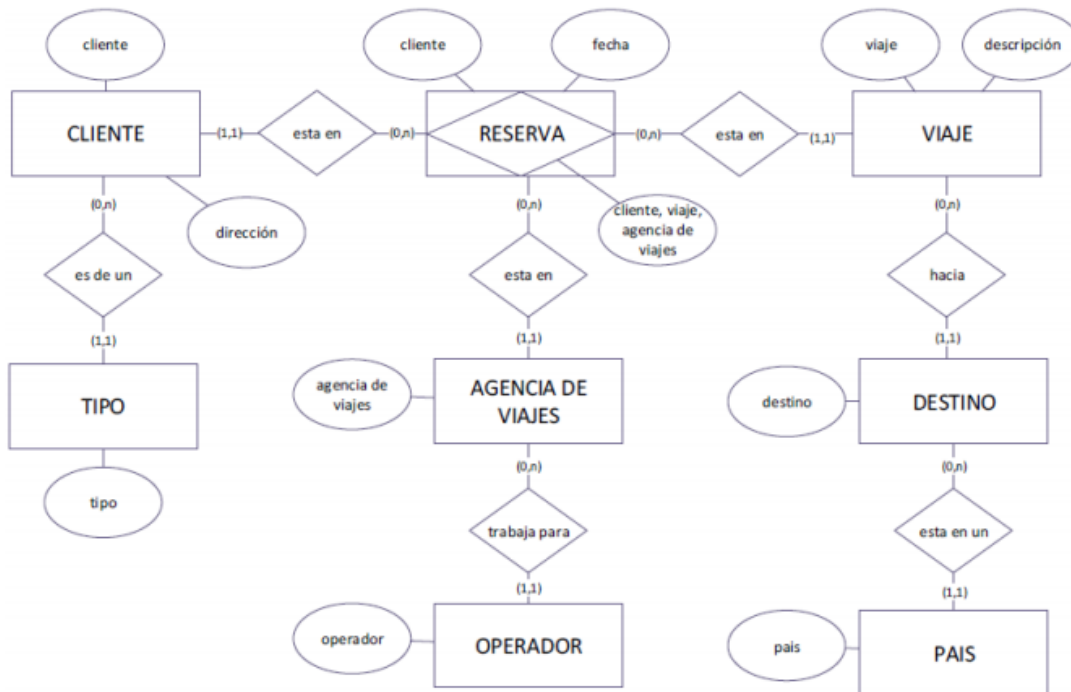 cliente
cliente
fecha
viaje
descripción
CLIENTE
(1,1)
esta en
(0,n)
RESERVA
(0,n)
esta en
(1,1)
VIAJE
(0,n)
dirección
(0,n)
cliente, viaje,
agencia de
viajes
(0,n)
es de un
esta en
hacia
(1,1)
(1,1)
(1,1)
TIPO
agencia de
viajes
AGENCIA DE
VIAJES
destino
DESTINO
tipo
(0,n)
(0,n)
trabaja para
esta en un
(1,1)
(1,1)
operador
OPERADOR
pais
PAIS